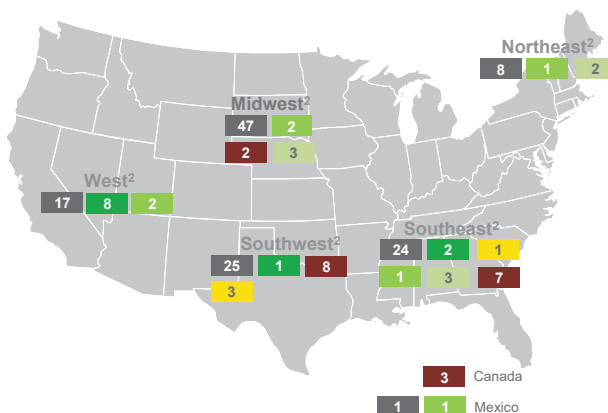 Northeast²
8 1 2
Midwest²
47 2
2 3
West²
17 8 2
Southwest²
25 1 8
3
Southeast²
24 2 1
1 3 7
3 Canada
1 1 Mexico